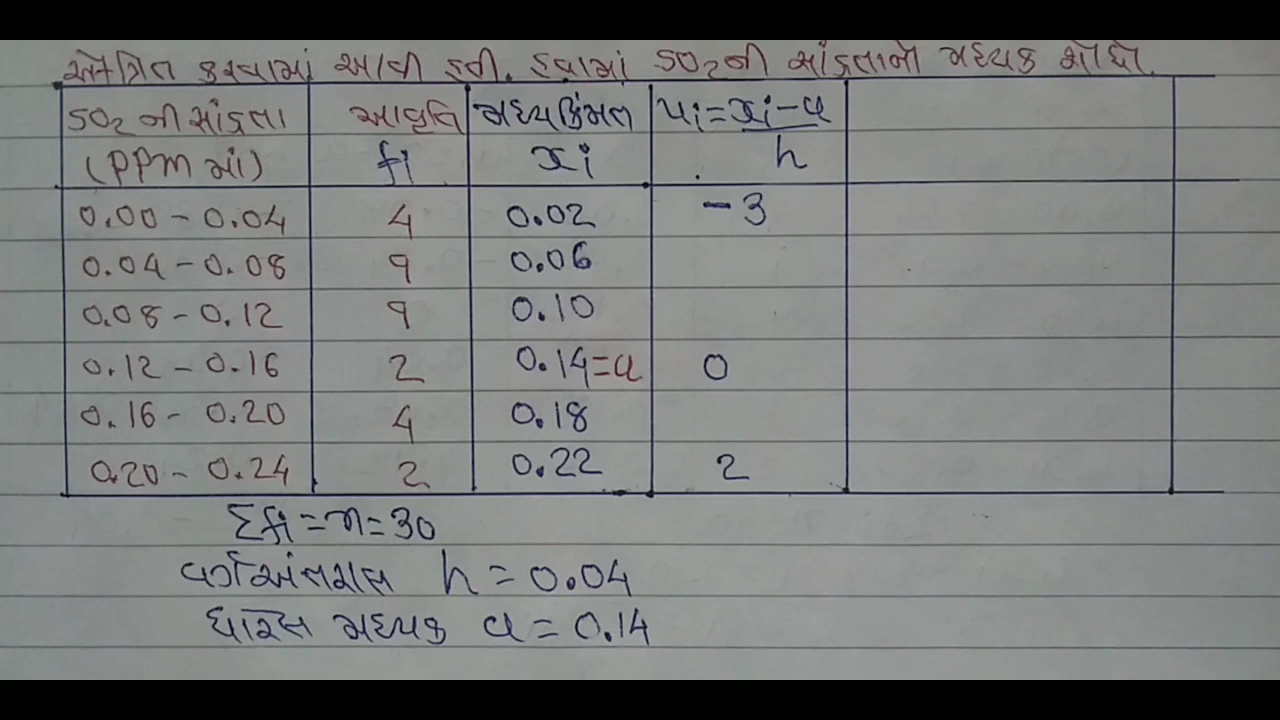 એકત્રિત કરવામાં આવી હતી. હવામાં SO2ની સાંદ્રતાનો મધ્યક શોધો.
SO2 ની સાંદ્રતા આવૃત્તિ મધ્યકિંમત ui = xi - a
(PPM માં) fi xi h
0.00 - 0.04 4 0.02 -3
0.04 - 0.08 9 0.06
0.08 - 0.12 9 0.10
0.12 - 0.16 2 0.14=a 0
0.16 - 0.20 4 0.18
0.20 - 0.24 2 0.22 2
Σfi = n = 30
વર્ગઅંતરાલ h = 0.04
ધારેલ મધ્યક a = 0.14